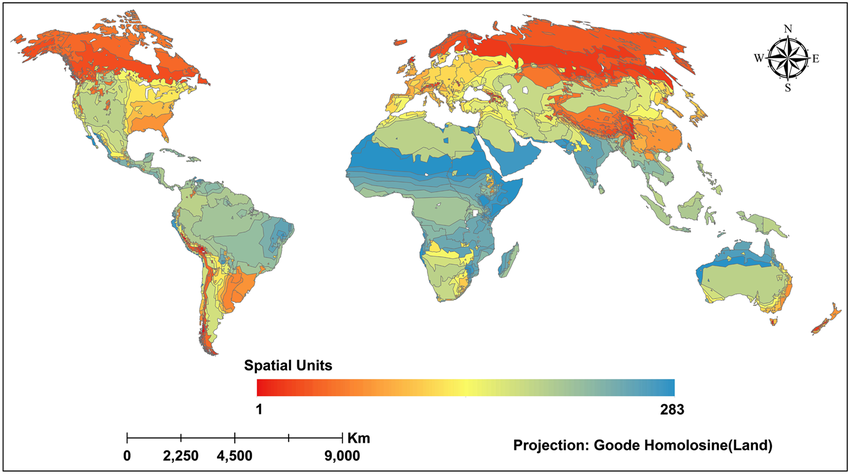 N
W E
S
Spatial Units
1 283
Km
0 2,250 4,500 9,000
Projection: Goode Homolosine(Land)